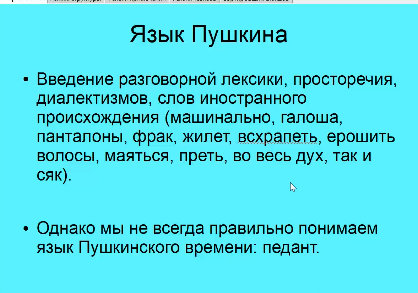 Язык Пушкина
• Введение разговорной лексики, просторечия,
диалектизмов, слов иностранного
происхождения (машинально, галоша,
панталоны, фрак, жилет, всхрапеть, ерошить
волосы, маяться, преть, во весь дух, так и
сяк).
• Однако мы не всегда правильно понимаем
язык Пушкинского времени: педант.